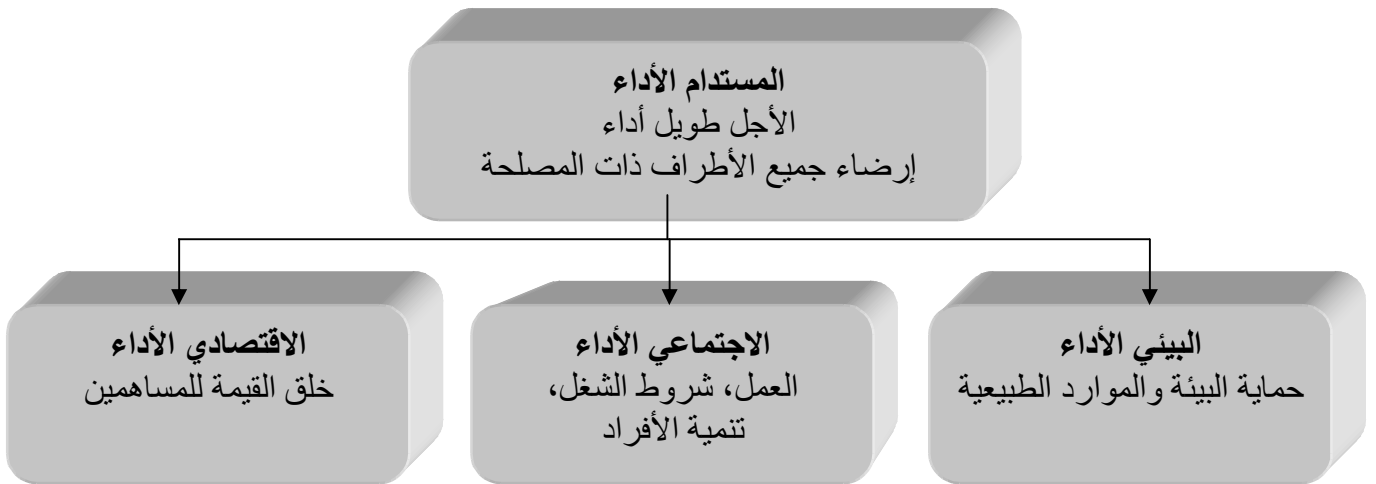 المستدام الأداء
الأجل طويل أداء
إرضاء جميع الأطراف ذات المصلحة
البيئي الأداء
حماية البيئة والموارد الطبيعية
الاجتماعي الأداء
العمل، شروط الشغل،
تنمية الأفراد
الاقتصادي الأداء
خلق القيمة للمساهمين